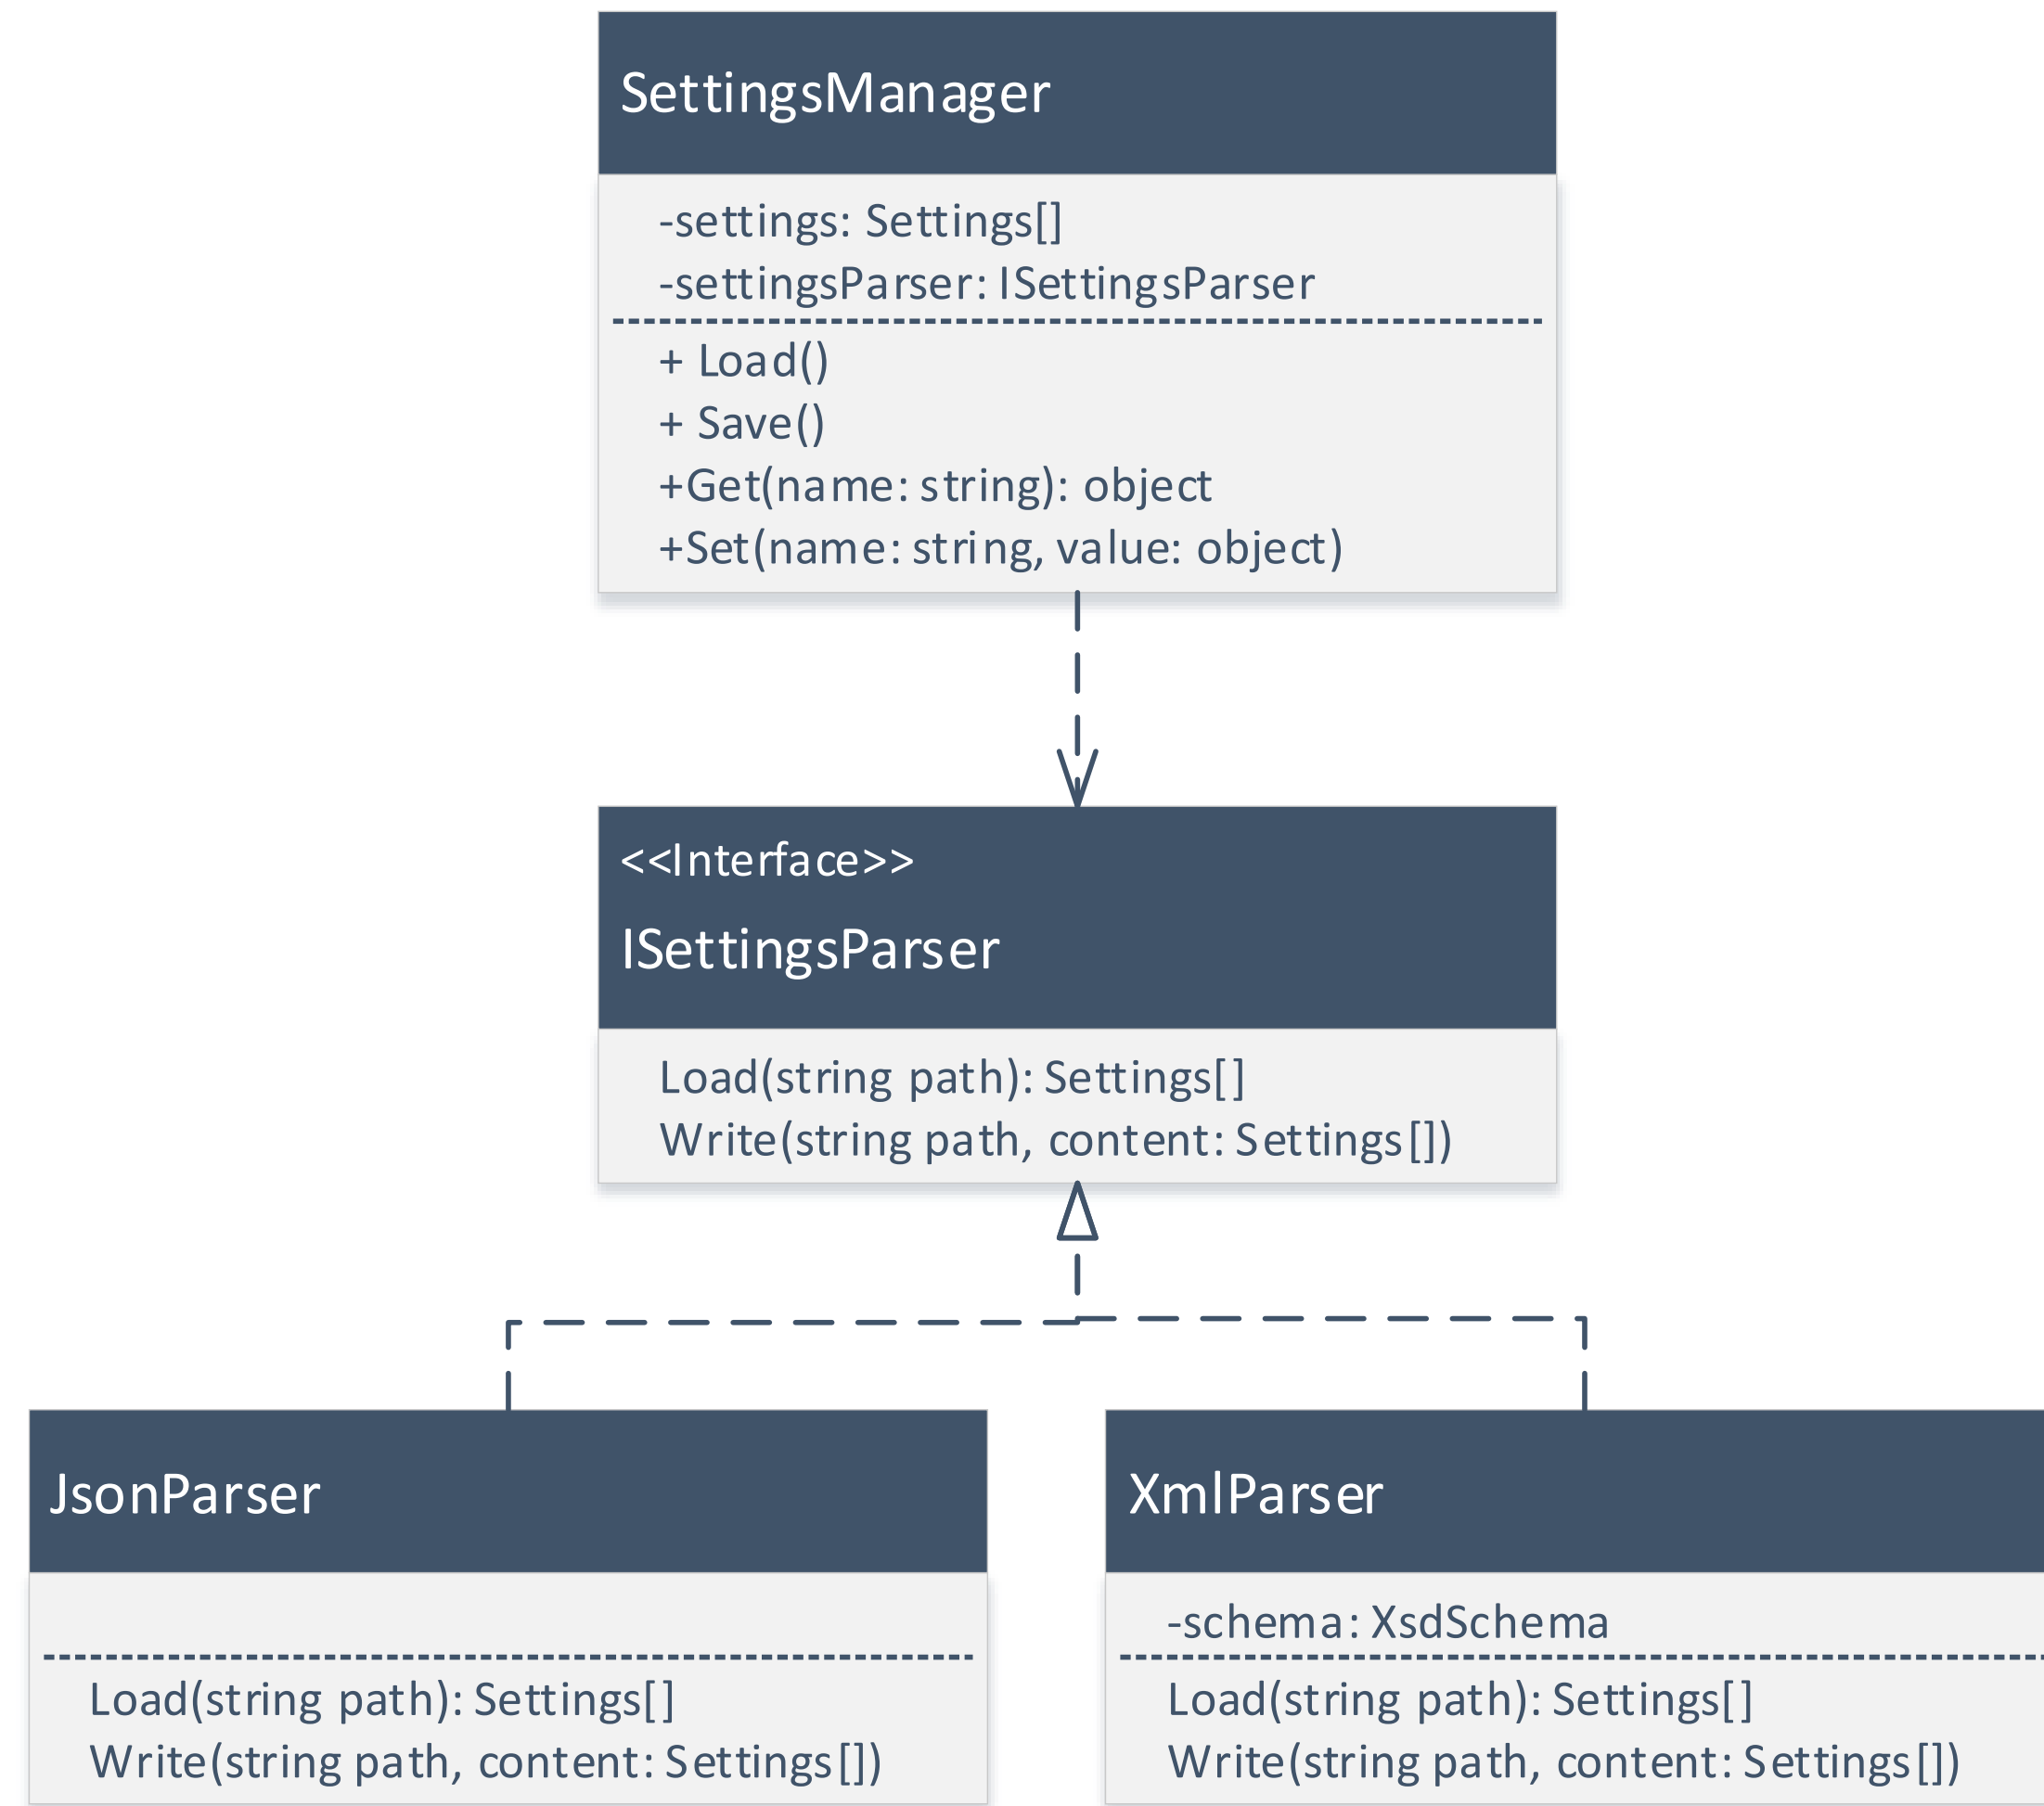 SettingsManager
-settings: Settings[]
-settingsParser: ISettingsParser
+ Load()
+ Save()
+Get(name: string): object
+Set(name: string, value: object)
<<Interface>>
ISettingsParser
Load(string path): Settings[]
Write(string path, content: Settings[])
JsonParser
Load(string path): Settings[]
Write(string path, content: Settings[])
XmlParser
-schema: XsdSchema
Load(string path): Settings[]
Write(string path, content: Settings[])